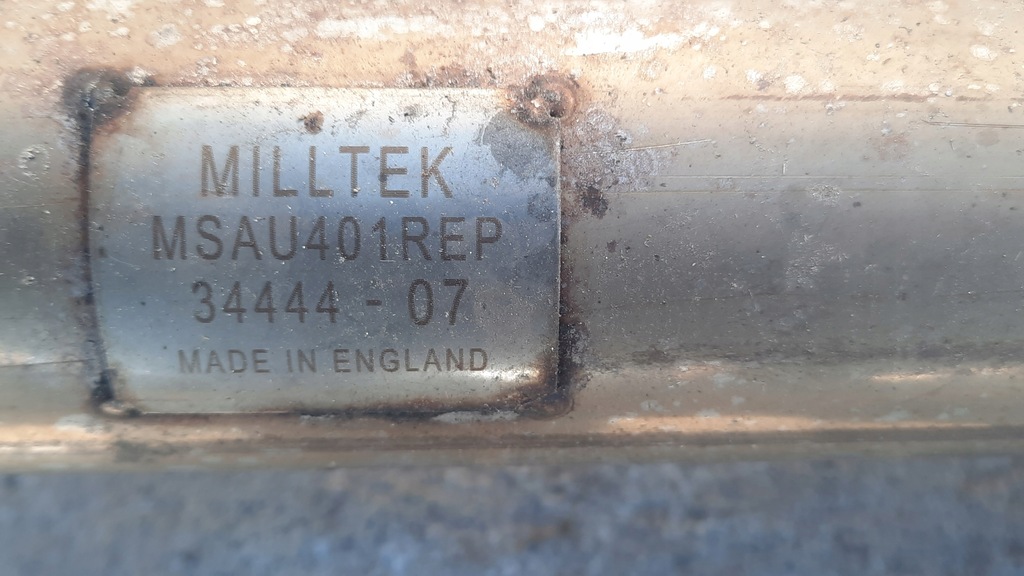 MILLTEK
MSAU401REP
34444 - 07
MADE IN ENGLAND